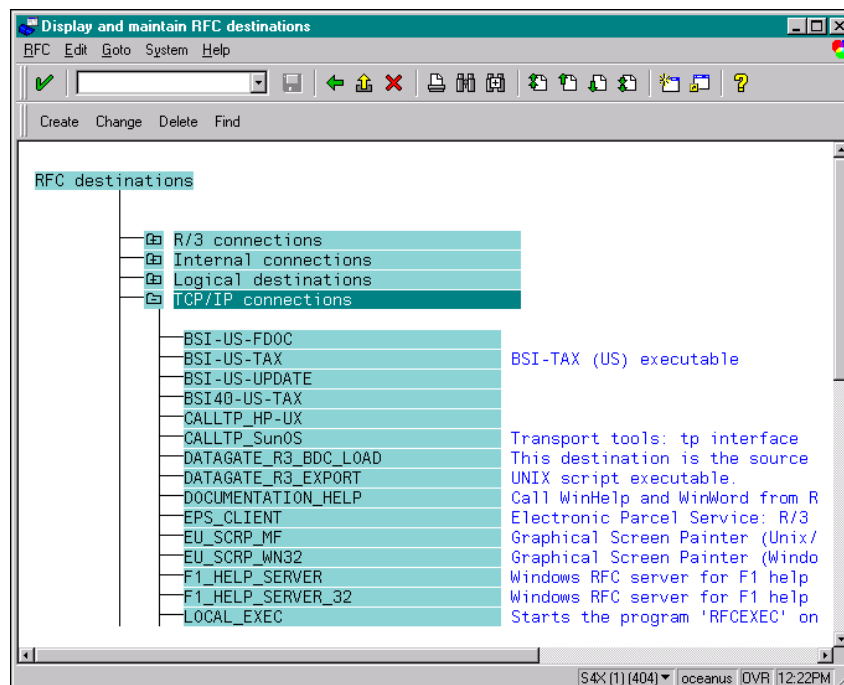 Display and maintain RFC destinations
RFC Edit Goto System Help
Create Change Delete Find
RFC destinations
R/3 connections
Internal connections
Logical destinations
TCP/IP connections
BSI-US-FDOC
BSI-US-TAX BSI-TAX (US) executable
BSI-US-UPDATE
BSI40-US-TAX
CALLTP_HP-UX
CALLTP_SunOS Transport tools: tp interface
DATAGATE_R3_BDC_LOAD This destination is the source
DATAGATE_R3_EXPORT UNIX script executable.
DOCUMENTATION_HELP Call WinHelp and WinWord from R
EPS_CLIENT Electronic Parcel Service: R/3
EU_SCRP_MF Graphical Screen Painter (Unix/
EU_SCRP_WN32 Graphical Screen Painter (Windo
F1_HELP_SERVER Windows RFC server for F1 help
F1_HELP_SERVER_32 Windows RFC server for F1 help
LOCAL_EXEC Starts the program 'RFCEXEC' on
S4X (1) (404) oceanus OVR 12:22PM